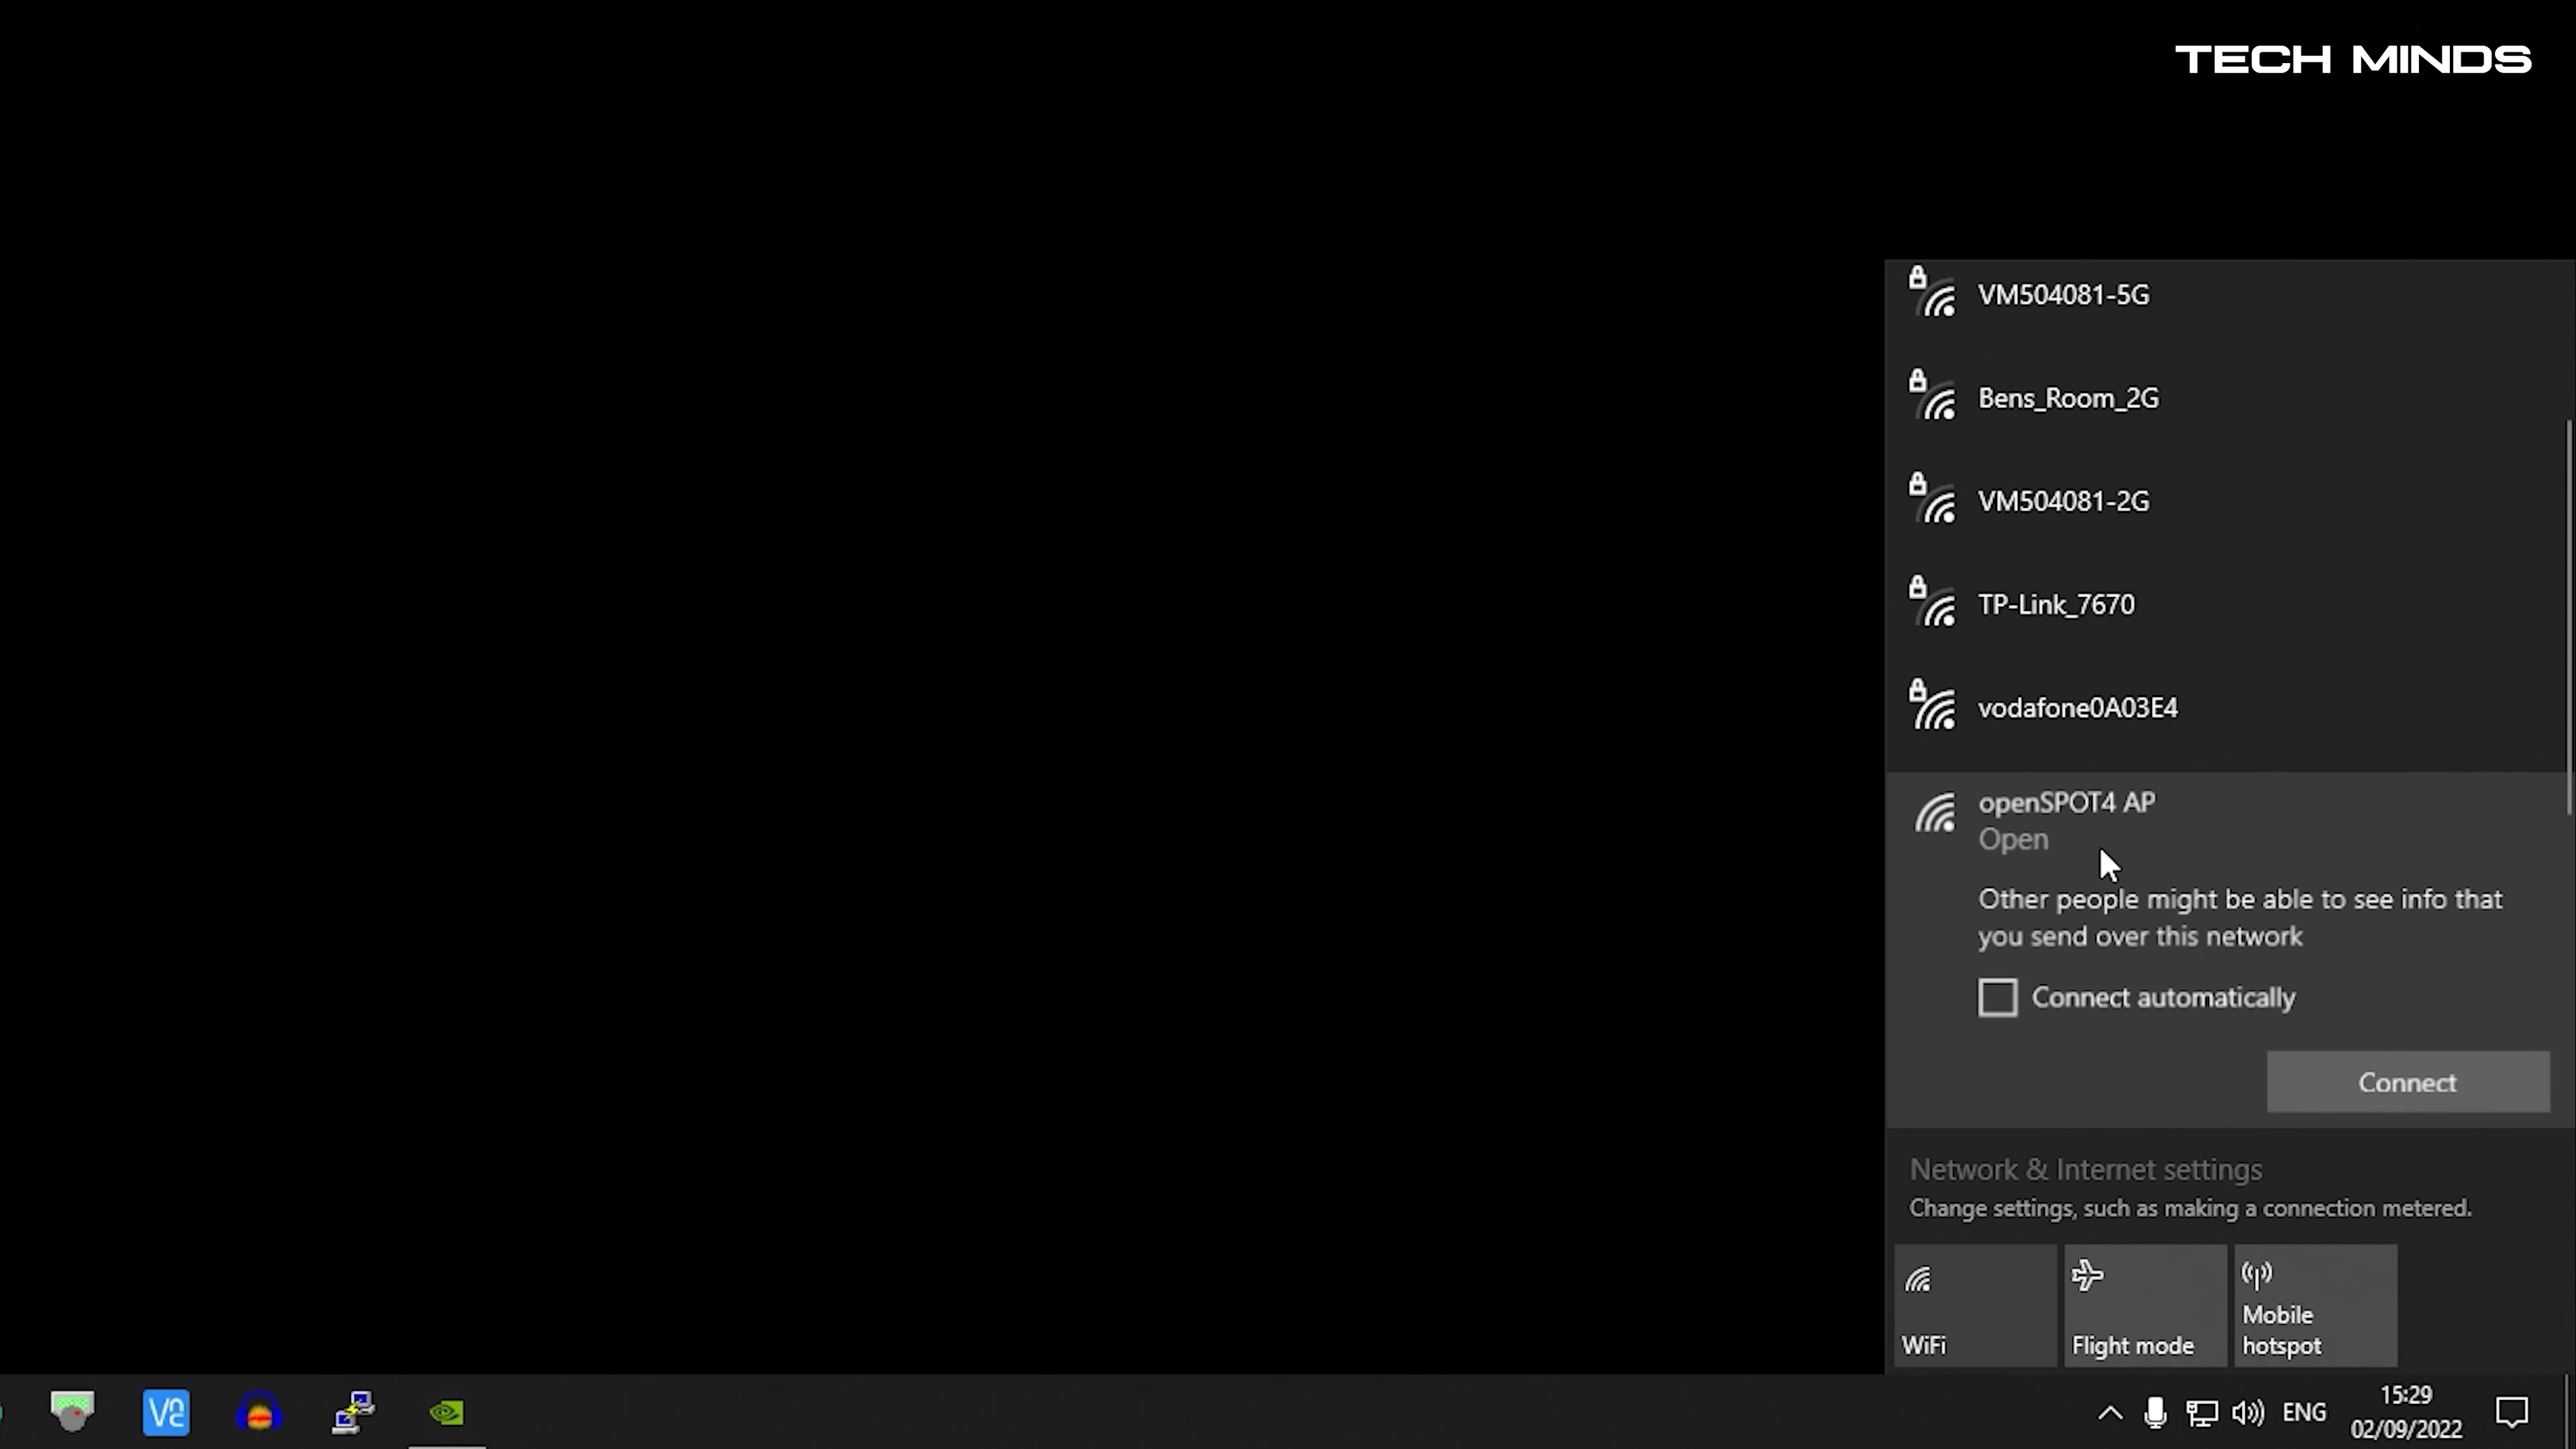 TECH MINDS
VM504081-5G
Bens_Room_2G
VM504081-2G
TP-Link_7670
vodafone0A03E4
openSPOT4 AP
Open
Other people might be able to see info that
you send over this network
Connect automatically
Connect
Network & Internet settings
Change settings, such as making a connection metered.
WiFi
Flight mode
Mobile
hotspot
ENG
15:29
02/09/2022